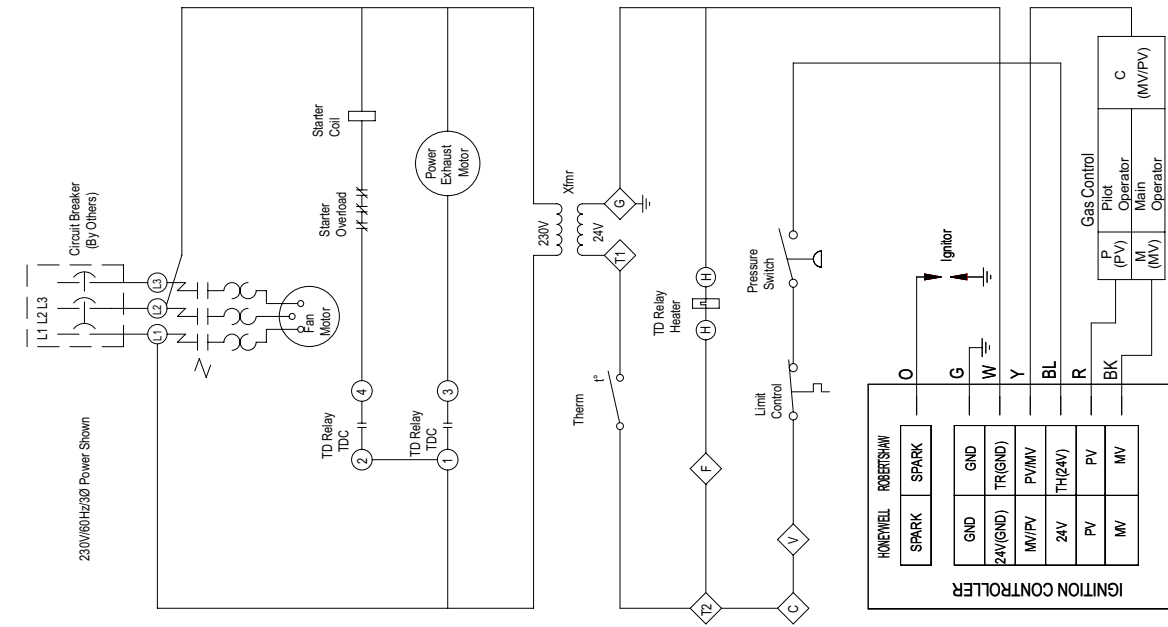 230V/60Hz/3Ø Power Shown
Circuit Breaker
(By Others)
L1 L2 L3
L1
L2
L3
Fan
Motor
TD Relay
TDC
2
4
Starter
Overload
Starter
Coil
TD Relay
TDC
1
3
Power
Exhaust
Motor
230V
Xfmr
24V
T1
G
Therm
t°
T2
F
TD Relay
Heater
H
H
C
V
Limit
Control
Pressure
Switch
IGNITION CONTROLLER
HONEYWELL ROBERTSHAW
SPARK SPARK O
GND GND G
24V(GND) TR(GND) W
MV/PV PV/MV Y
24V TH(24V) BL
PV PV R
MV MV BK
Ignitor
Gas Control
P
(PV)
Pilot
Operator
M
(MV)
Main
Operator
C
(MV/PV)